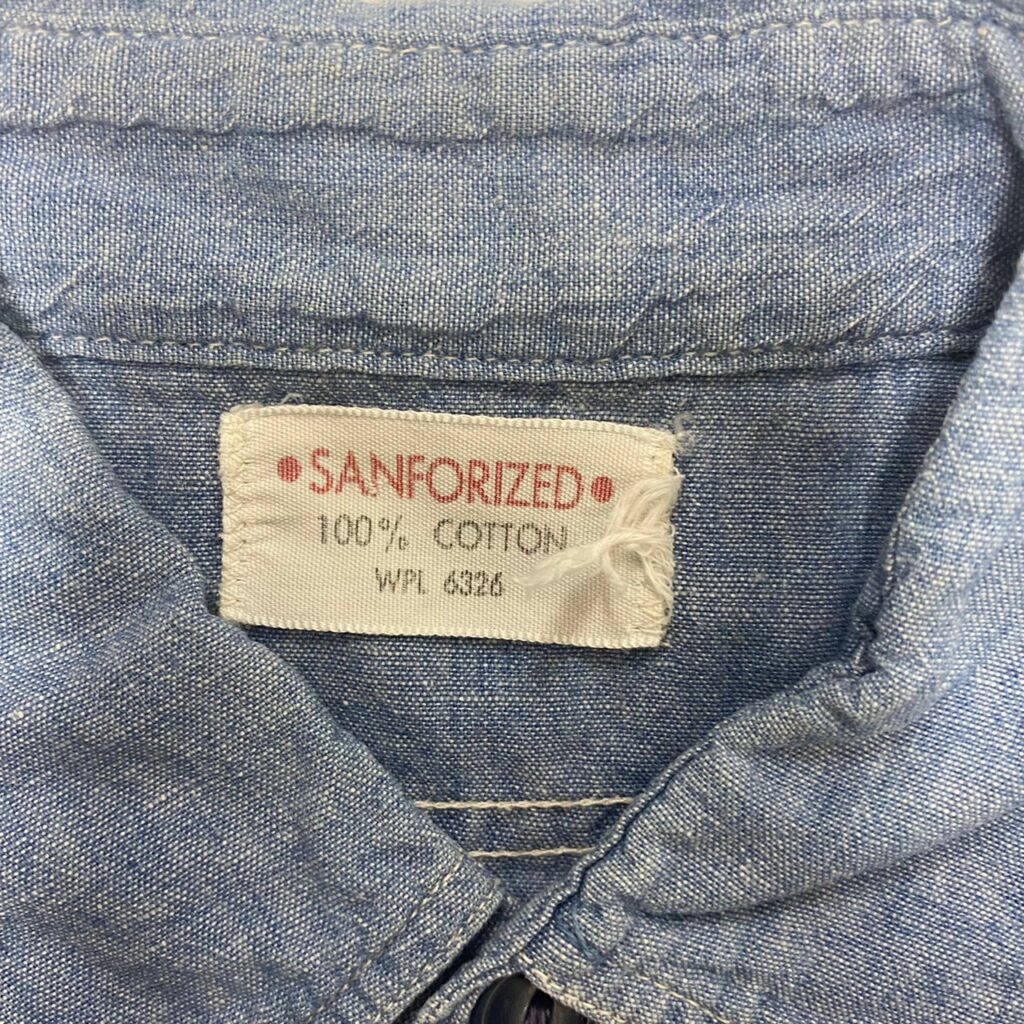 •SANFORIZED•
100% COTTON
WPL 6326